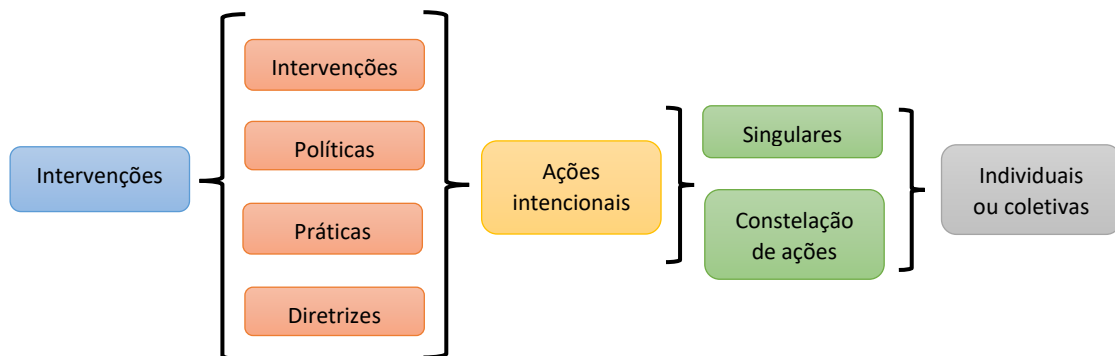 Intervenções
Intervenções
Políticas
Práticas
Diretrizes
Ações
intencionais
Singulares
Constelação
de ações
Individuais
ou coletivas